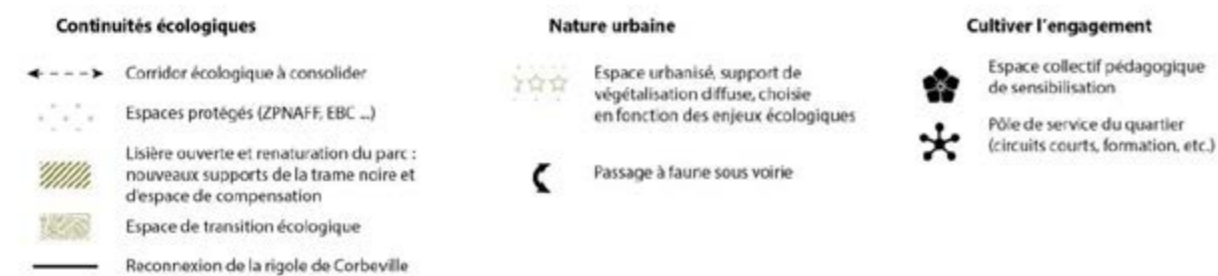 Continuités écologiques
Corridor écologique à consolider
Espaces protégés (ZPNAFF, EBC ...)
Lisière ouverte et renaturation du parc :
nouveaux supports de la trame noire et
d'espace de compensation
Espace de transition écologique
Reconnexion de la rigole de Corbeville
Nature urbaine
Espace urbanisé, support de
végétalisation diffuse, choisie
en fonction des enjeux écologiques
Passage à faune sous voirie
Cultiver l'engagement
Espace collectif pédagogique
de sensibilisation
Pôle de service du quartier
(circuits courts, formation, etc.)